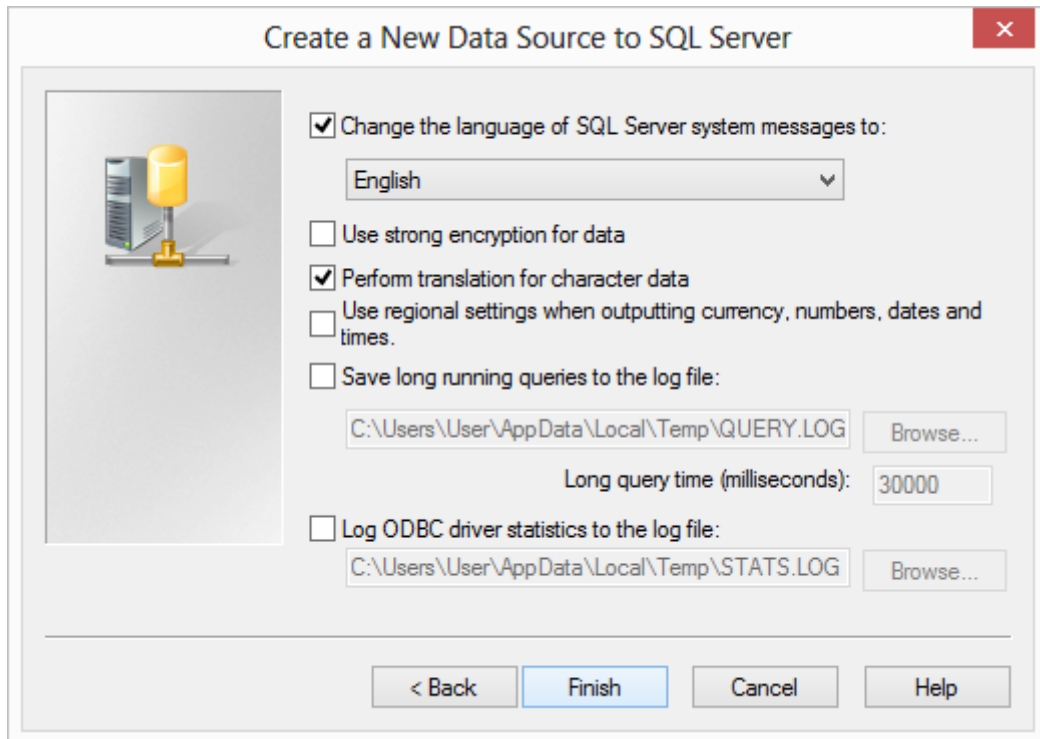 Create a New Data Source to SQL Server
Change the language of SQL Server system messages to:
English
Use strong encryption for data
Perform translation for character data
Use regional settings when outputting currency, numbers, dates and
times.
Save long running queries to the log file:
C:\Users\User\AppData\Local\Temp\QUERY.LOG Browse...
Long query time (milliseconds): 30000
Log ODBC driver statistics to the log file:
C:\Users\User\AppData\Local\Temp\STATS.LOG Browse...
< Back Finish Cancel Help